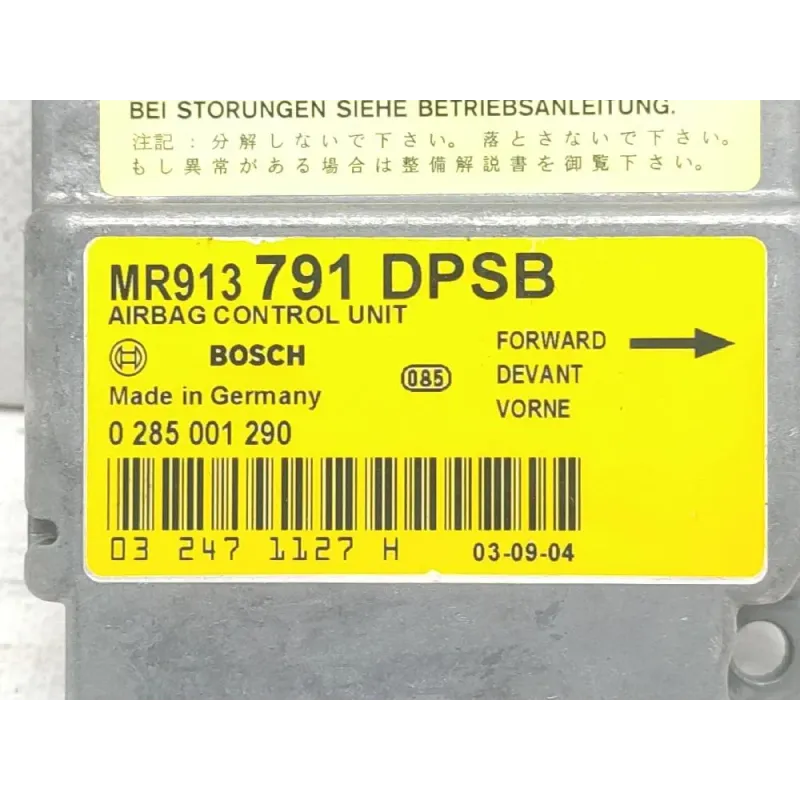 BEI STORUNGEN SIEHE BETRIEBSANLEITUNG.
注記：分解しないで下さい。落とさないで下さい。
もし異常がある場合は整備解説書を御覧下さい。
MR913 791 DPSB
AIRBAG CONTROL UNIT
BOSCH
Made in Germany
085
0 285 001 290
FORWARD
DEVANT
VORNE
03 247 1127 H
03-09-04